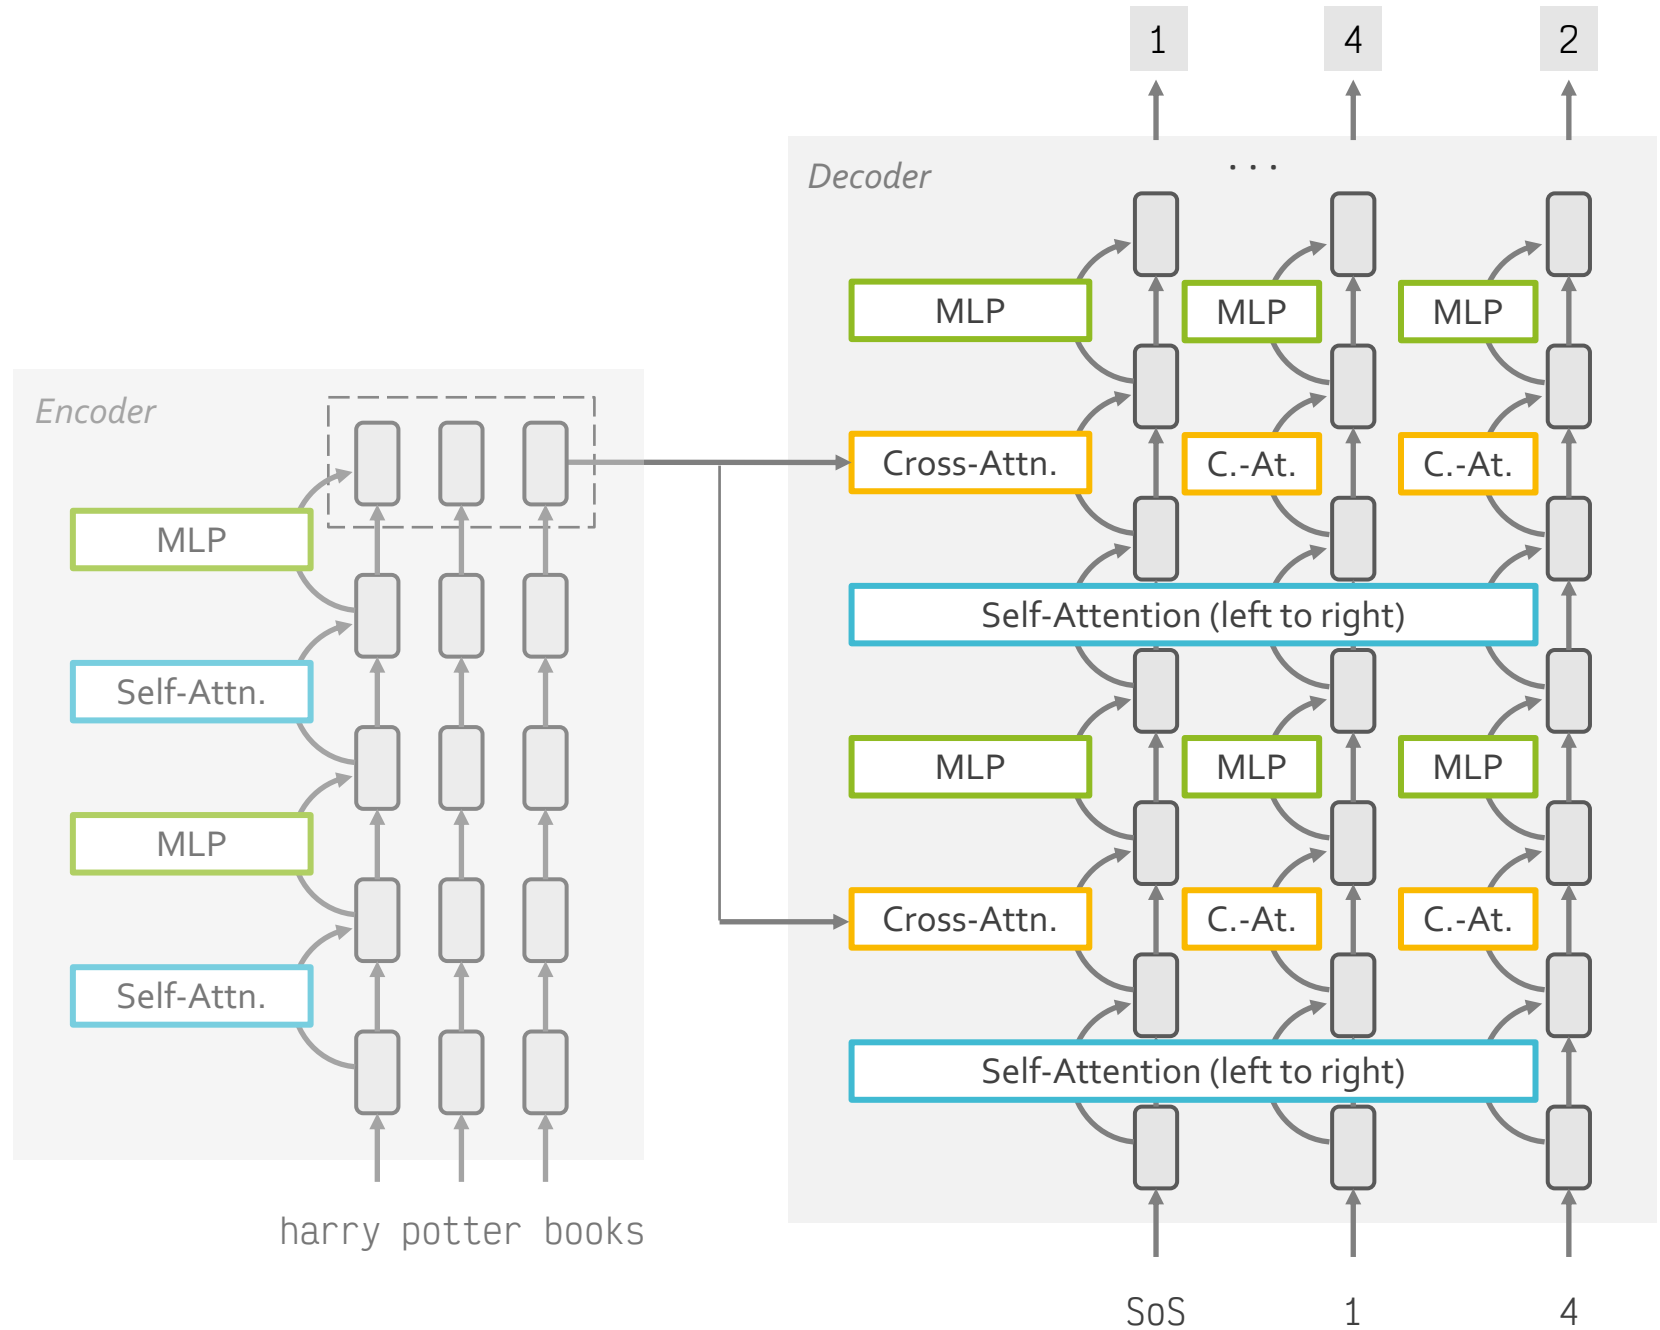 1 4 2
Decoder
. . .
MLP MLP MLP
Encoder
Cross-Attn. C.-At. C.-At.
MLP
Self-Attention (left to right)
Self-Attn.
MLP MLP MLP
MLP
Cross-Attn. C.-At. C.-At.
Self-Attn.
Self-Attention (left to right)
harry potter books
SoS 1 4